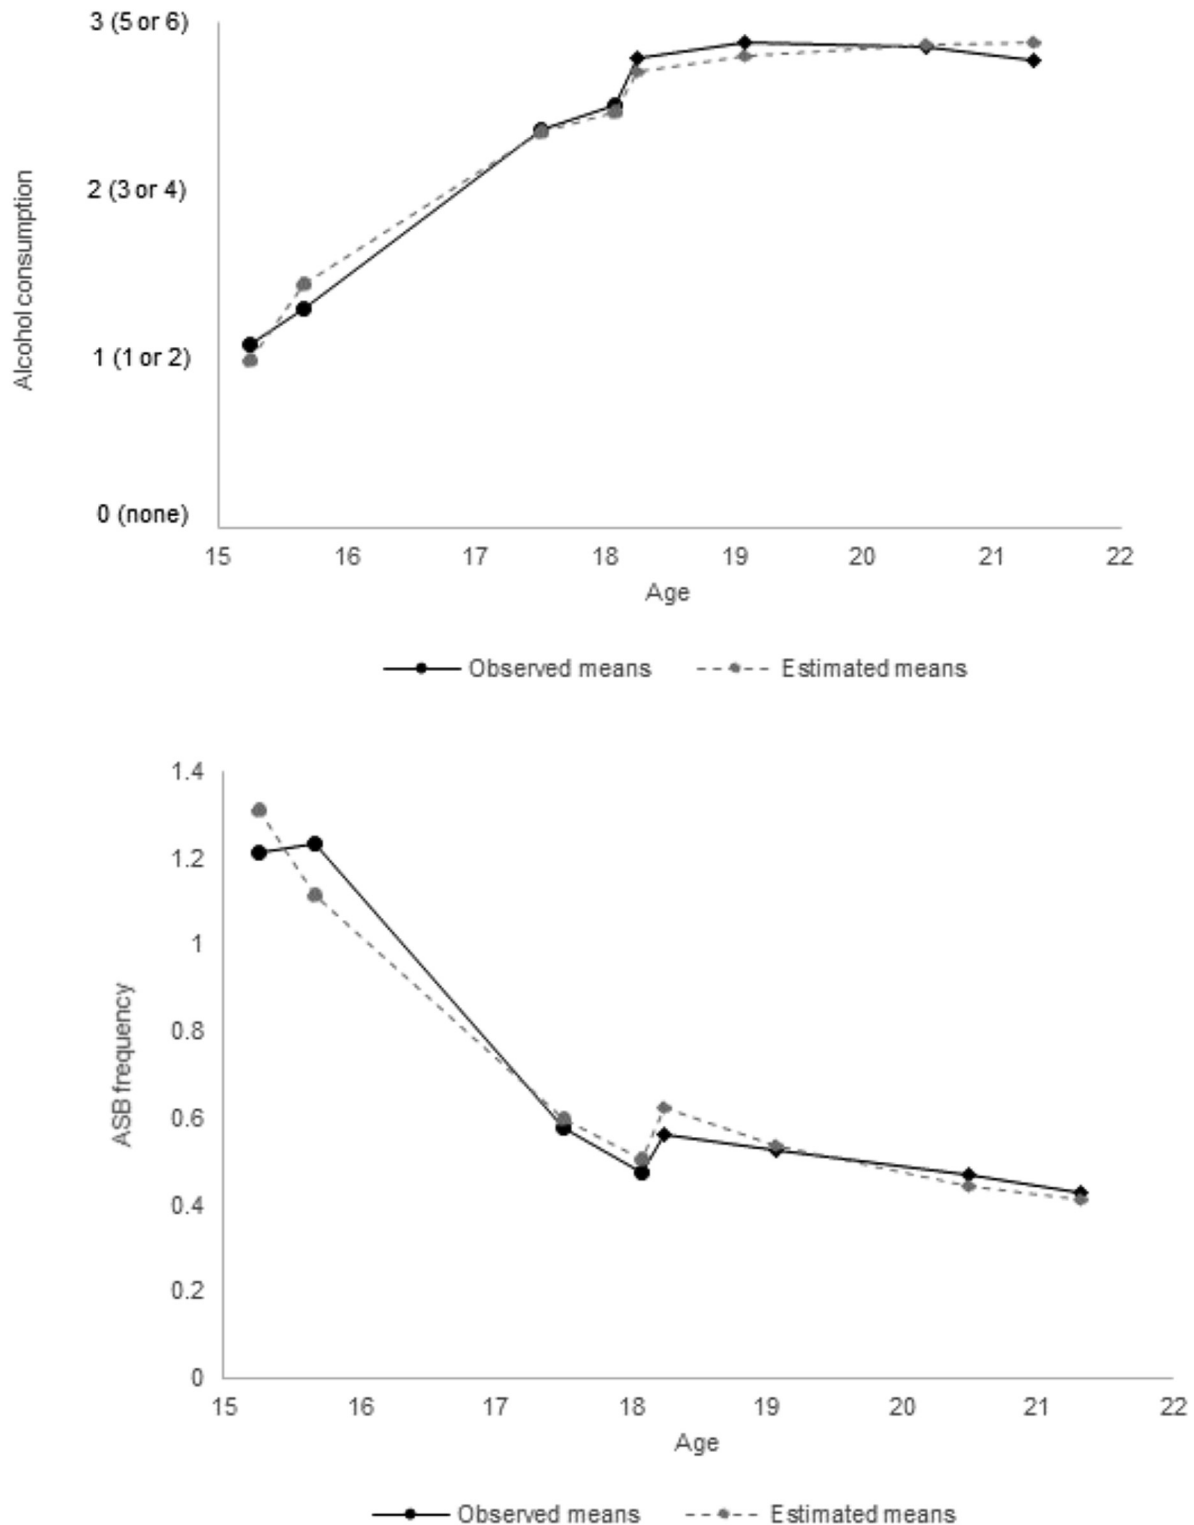 3 (5 or 6)
2 (3 or 4)
1 (1 or 2)
0 (none)
Alcohol consumption
15 16 17 18 19 20 21 22
Age
Observed means Estimated means
1.4
1.2
1
0.8
0.6
0.4
0.2
0
ASB frequency
15 16 17 18 19 20 21 22
Age
Observed means Estimated means